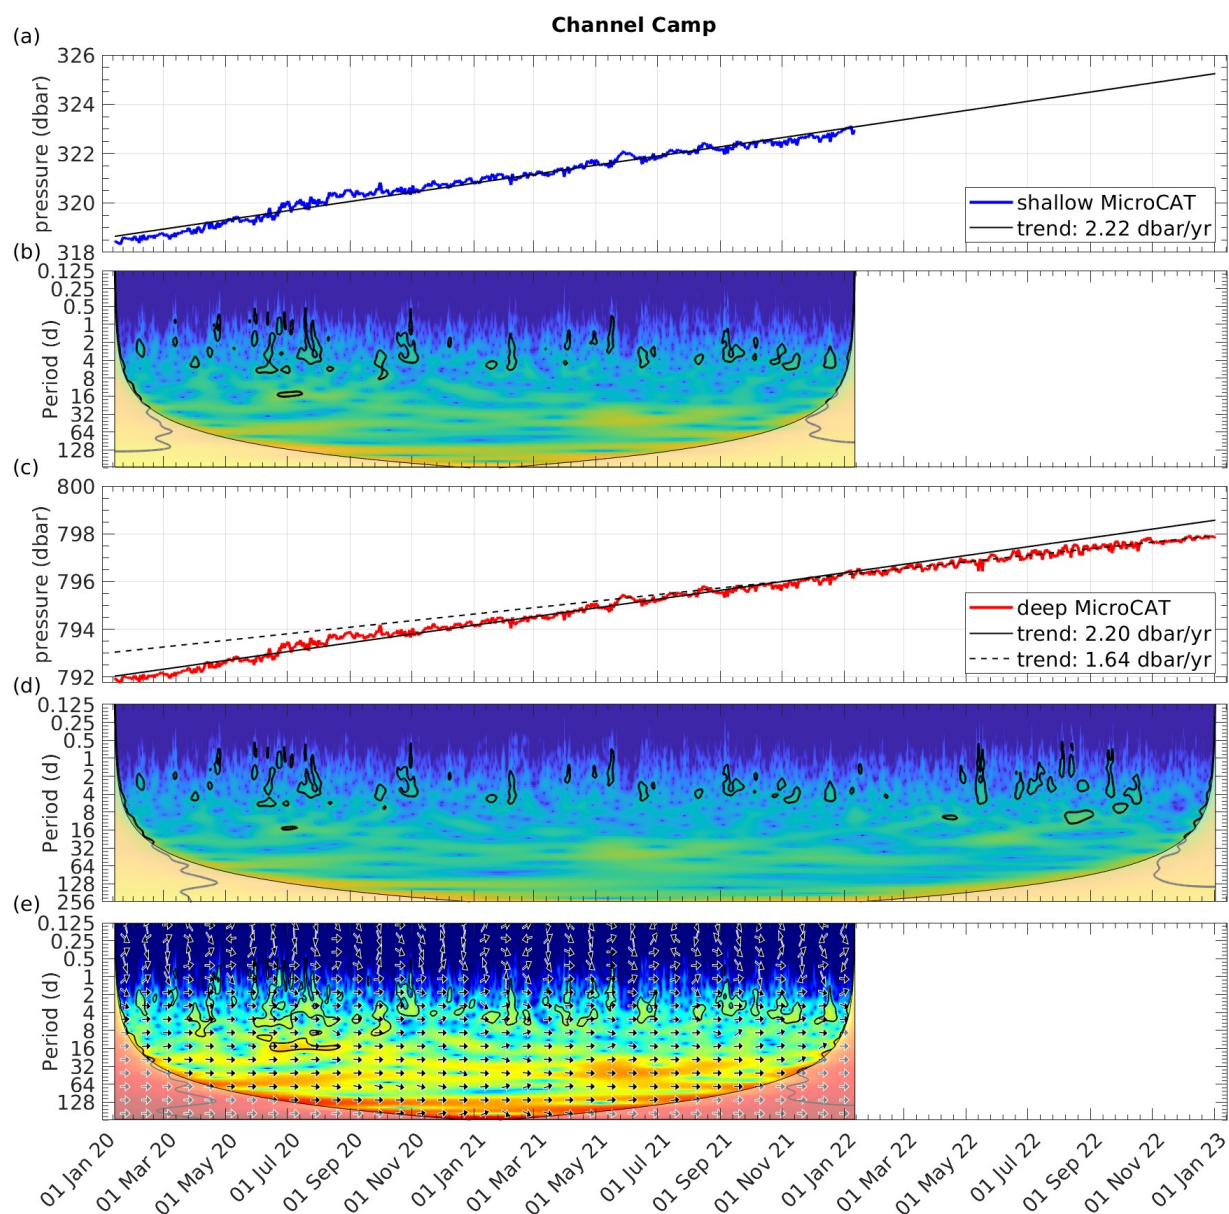 Channel Camp
(a)
326
324
322
320
318
pressure (dbar)
shallow MicroCAT
trend: 2.22 dbar/yr
(b)
0.125
0.25
0.5
1
2
4
8
16
32
64
128
Period (d)
(c)
800
798
796
794
792
pressure (dbar)
deep MicroCAT
trend: 2.20 dbar/yr
trend: 1.64 dbar/yr
(d)
0.125
0.25
0.5
1
2
4
8
16
32
64
128
256
Period (d)
(e)
0.125
0.25
0.5
1
2
4
8
16
32
64
128
Period (d)
01 Jan 20
01 Mar 20
01 May 20
01 Jul 20
01 Sep 20
01 Nov 20
01 Jan 21
01 Mar 21
01 May 21
01 Jul 21
01 Sep 21
01 Nov 21
01 Jan 22
01 Mar 22
01 May 22
01 Jul 22
01 Sep 22
01 Nov 22
01 Jan 23